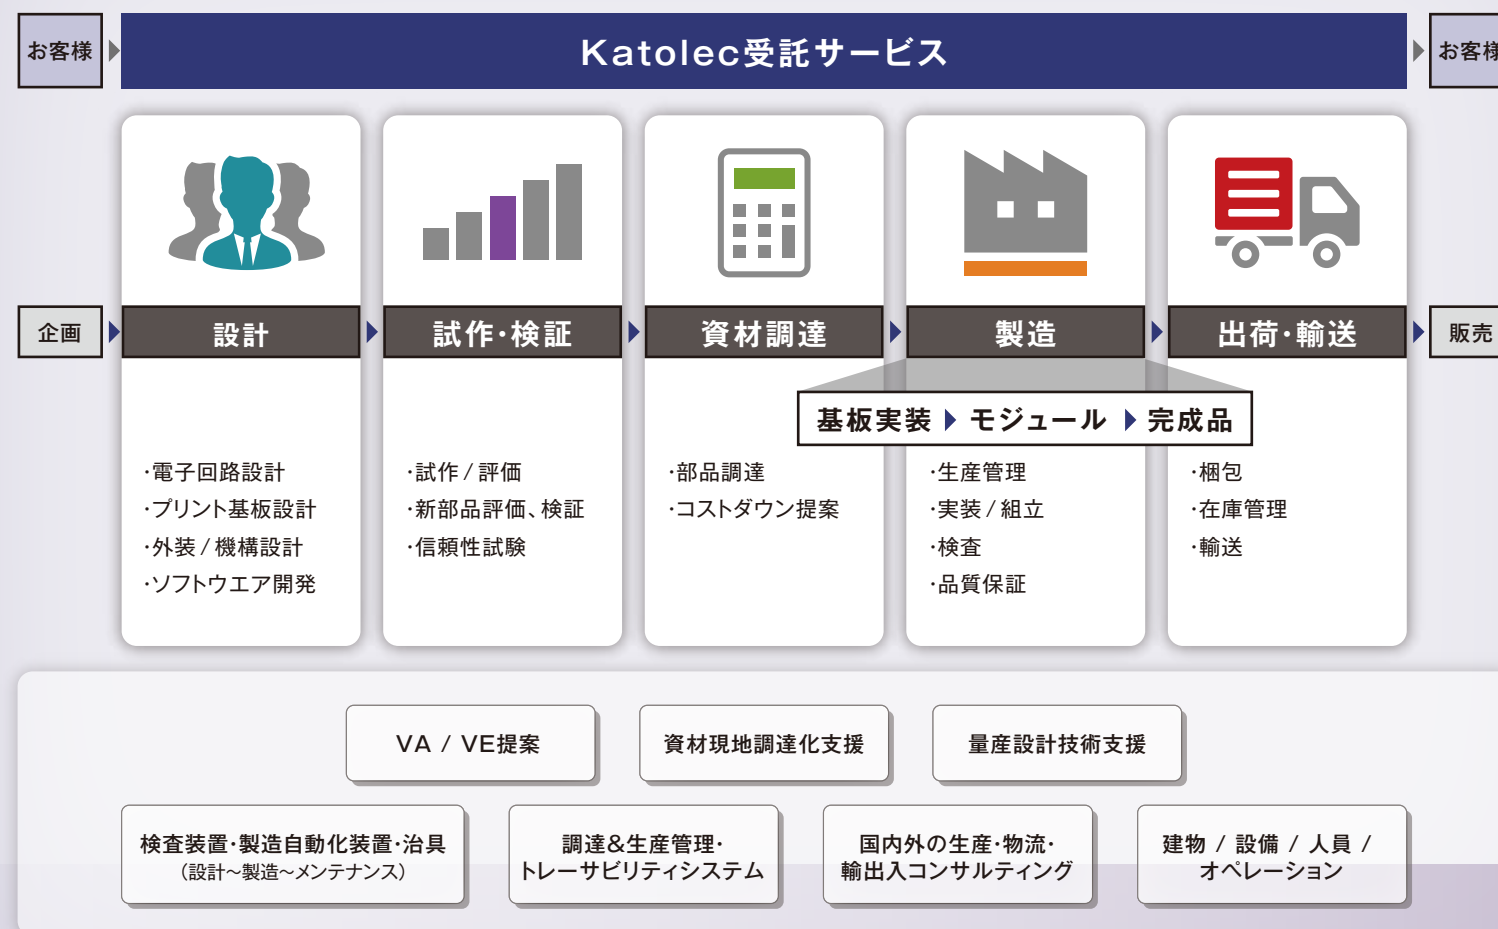 お客様
Katolec受託サービス
お客様
企画
設計
試作・検証
資材調達
製造
出荷・輸送
販売
基板実装
モジュール
完成品
・電子回路設計
・プリント基板設計
・外装 / 機構設計
・ソフトウエア開発
・試作 / 評価
・新部品評価、検証
・信頼性試験
・部品調達
・コストダウン提案
・生産管理
・実装 / 組立
・検査
・品質保証
・梱包
・在庫管理
・輸送
VA / VE提案
資材現地調達化支援
量産設計技術支援
検査装置・製造自動化装置・治具
（設計～製造～メンテナンス）
調達&生産管理・
トレーサビリティシステム
国内外の生産・物流・
輸出入コンサルティング
建物 / 設備 / 人員 /
オペレーション